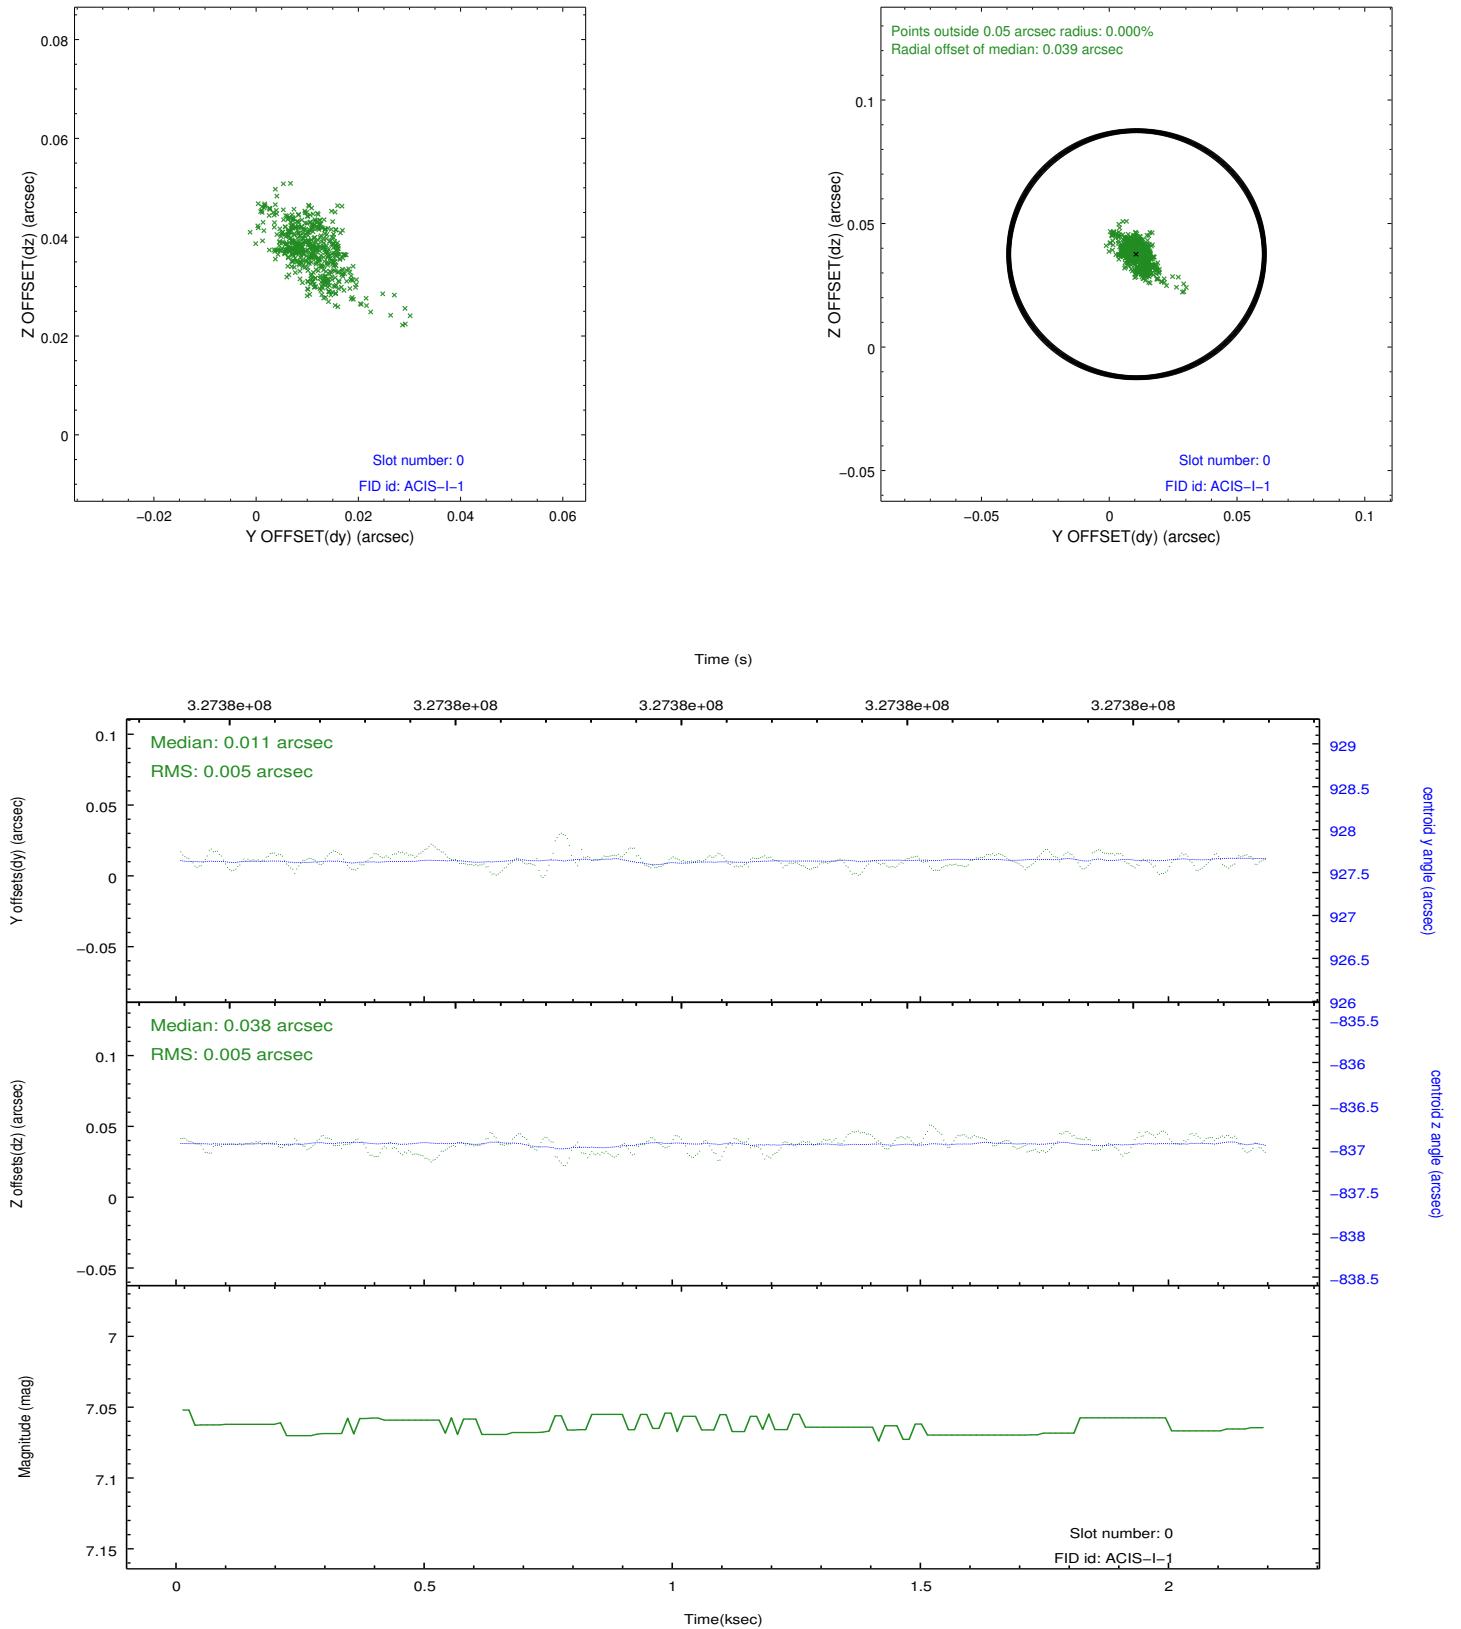 0.08
0.06
0.04
0.02
0
Z OFFSET(dz) (arcsec)
Slot number: 0
FID id: ACIS−I−1
−0.02 0 0.02 0.04 0.06
Y OFFSET(dy) (arcsec)
Points outside 0.05 arcsec radius: 0.000%
Radial offset of median: 0.039 arcsec
0.1
0.05
0
−0.05
Z OFFSET(dz) (arcsec)
Slot number: 0
FID id: ACIS−I−1
−0.05 0 0.05 0.1
Y OFFSET(dy) (arcsec)
Time (s)
3.2738e+08 3.2738e+08 3.2738e+08 3.2738e+08 3.2738e+08
Median: 0.011 arcsec
RMS: 0.005 arcsec
0.1
0.05
0
−0.05
Y offsets(dy) (arcsec)
929
928.5
928
927.5
927
926.5
926
centroid y angle (arcsec)
Median: 0.038 arcsec
RMS: 0.005 arcsec
0.1
0.05
0
−0.05
Z offsets(dz) (arcsec)
−835.5
−836
−836.5
−837
−837.5
−838
−838.5
centroid z angle (arcsec)
7
7.05
7.1
7.15
Magnitude (mag)
Slot number: 0
FID id: ACIS−I−1
0 0.5 1 1.5 2
Time(ksec)